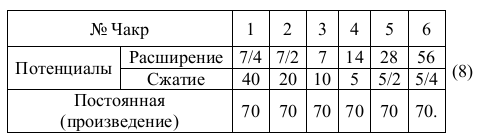 № Чакр 1 2 3 4 5 6
Потенциалы Расширение 7/4 7/2 7 14 28 56
Сжатие 40 20 10 5 5/2 5/4 (8)
Постоянная
(произведение) 70 70 70 70 70 70.